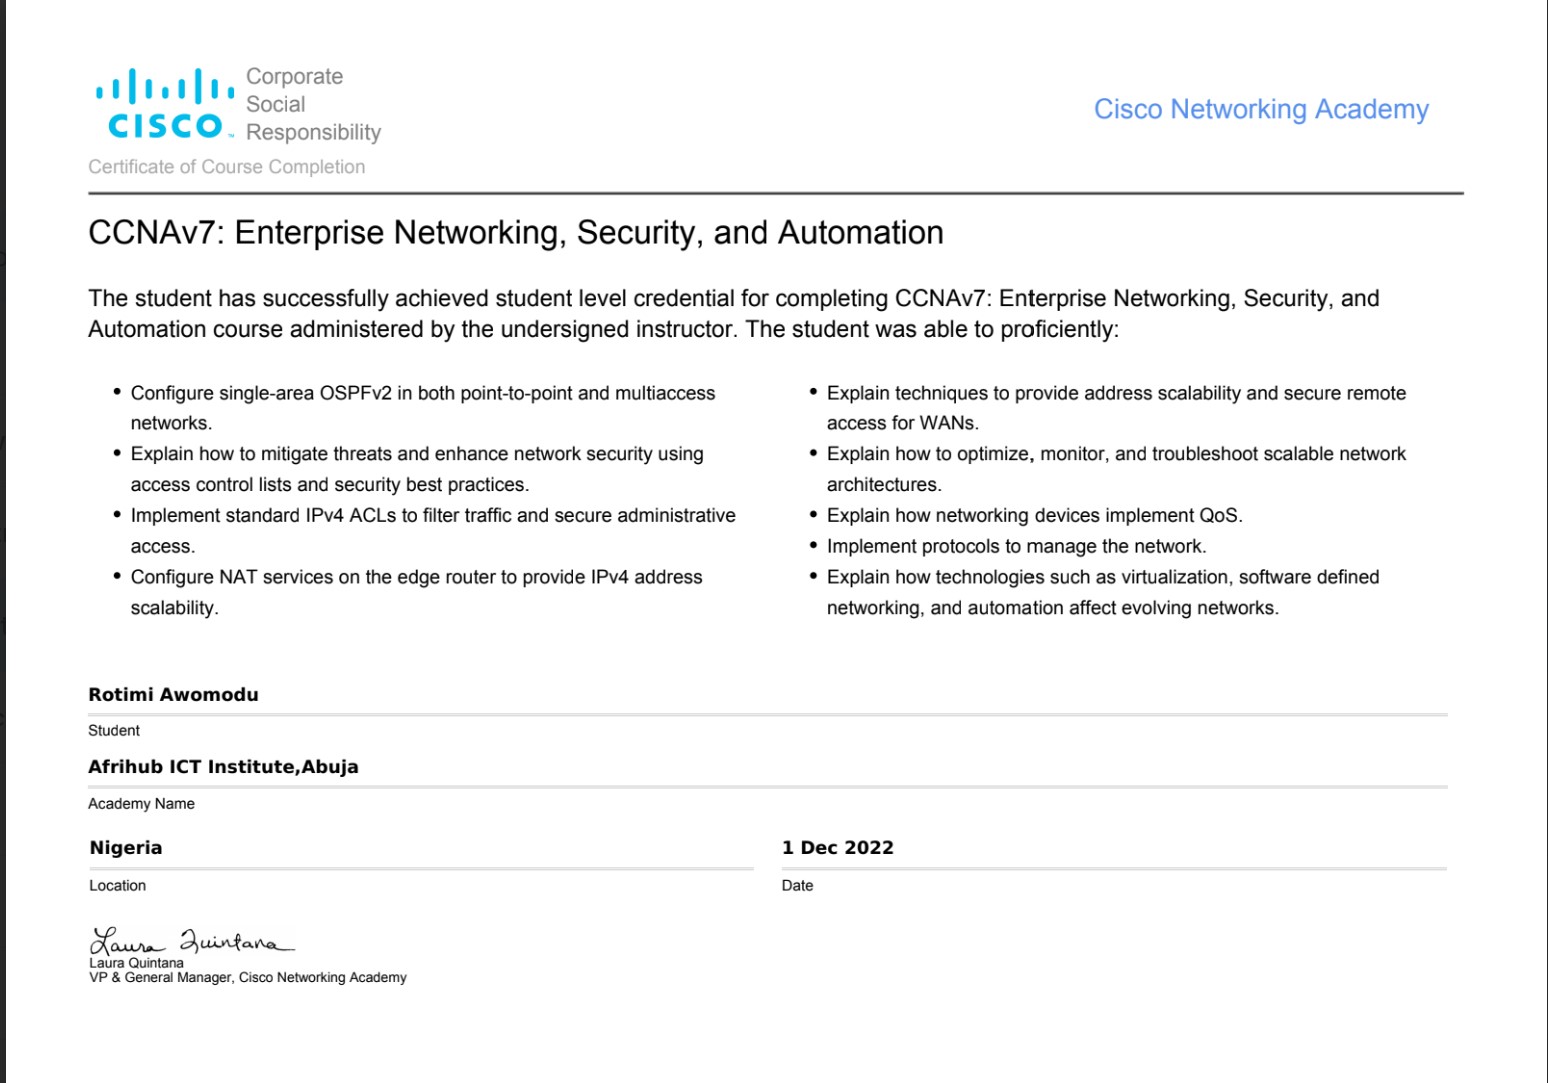 CISCO
Corporate
Social
Responsibility
Cisco Networking Academy
Certificate of Course Completion
CCNAv7: Enterprise Networking, Security, and Automation
The student has successfully achieved student level credential for completing CCNAv7: Enterprise Networking, Security, and
Automation course administered by the undersigned instructor. The student was able to proficiently:
• Configure single-area OSPFv2 in both point-to-point and multiaccess
networks.
• Explain how to mitigate threats and enhance network security using
access control lists and security best practices.
• Implement standard IPv4 ACLs to filter traffic and secure administrative
access.
• Configure NAT services on the edge router to provide IPv4 address
scalability.
• Explain techniques to provide address scalability and secure remote
access for WANs.
• Explain how to optimize, monitor, and troubleshoot scalable network
architectures.
• Explain how networking devices implement QoS.
• Implement protocols to manage the network.
• Explain how technologies such as virtualization, software defined
networking, and automation affect evolving networks.
Rotimi Awomodu
Student
Afrihub ICT Institute,Abuja
Academy Name
Nigeria
Location
1 Dec 2022
Date
Laura Quintana
Laura Quintana
VP & General Manager, Cisco Networking Academy